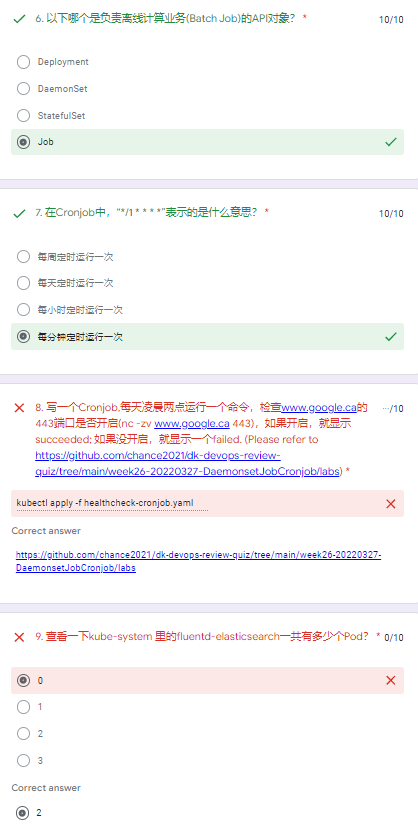 6. 以下哪个是负责离线计算业务(Batch Job)的API对象? *
10/10
Deployment
DaemonSet
StatefulSet
Job
7. 在Cronjob中，"*/1 * * * *"表示的是什么意思? *
10/10
每周定时运行一次
每天定时运行一次
每小时定时运行一次
每分钟定时运行一次
8. 写一个Cronjob,每天凌晨两点运行一个命令，检查www.google.ca的
···/10
443端口是否开启(nc -zv www.google.ca 443)，如果开启，就显示
succeeded; 如果没开启，就显示一个failed. (Please refer to
https://github.com/chance2021/dk-devops-review-
quiz/tree/main/week26-20220327-DaemonsetJobCronjob/labs) *
kubectl apply -f healthcheck-cronjob.yaml
Correct answer
https://github.com/chance2021/dk-devops-review-quiz/tree/main/week26-20220327-
DaemonsetJobCronjob/labs
9. 查看一下kube-system 里的fluentd-elasticsearch一共有多少个Pod? *
0/10
0
1
2
3
Correct answer
2